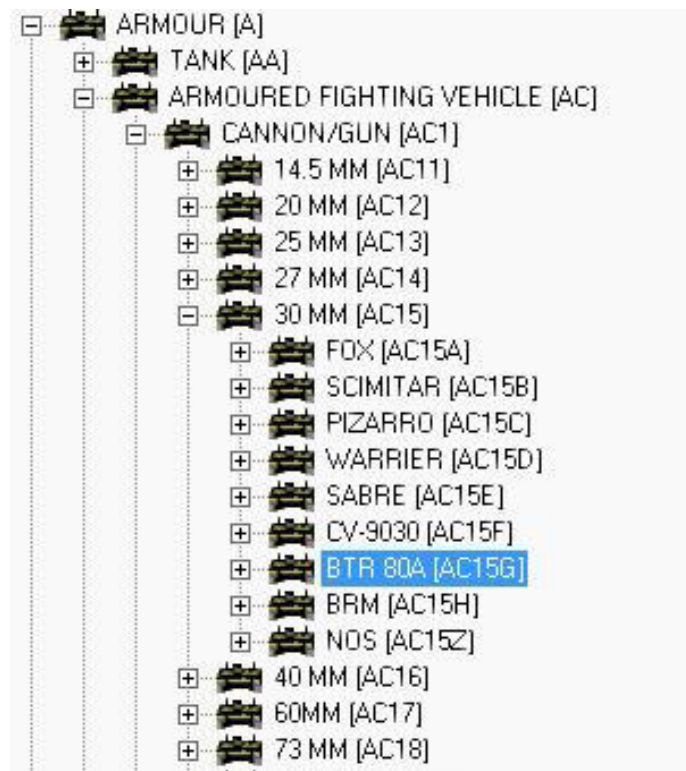 ARMOUR [A]
TANK [AA]
ARMOURED FIGHTING VEHICLE [AC]
CANNON/GUN [AC1]
14.5 MM [AC11]
20 MM [AC12]
25 MM [AC13]
27 MM [AC14]
30 MM [AC15]
FOX [AC15A]
SCIMITAR [AC15B]
PIZARRO [AC15C]
WARRIER [AC15D]
SABRE [AC15E]
CV-9030 [AC15F]
BTR 80A [AC15G]
BRM [AC15H]
NOS [AC15Z]
40 MM [AC16]
60MM [AC17]
73 MM [AC18]